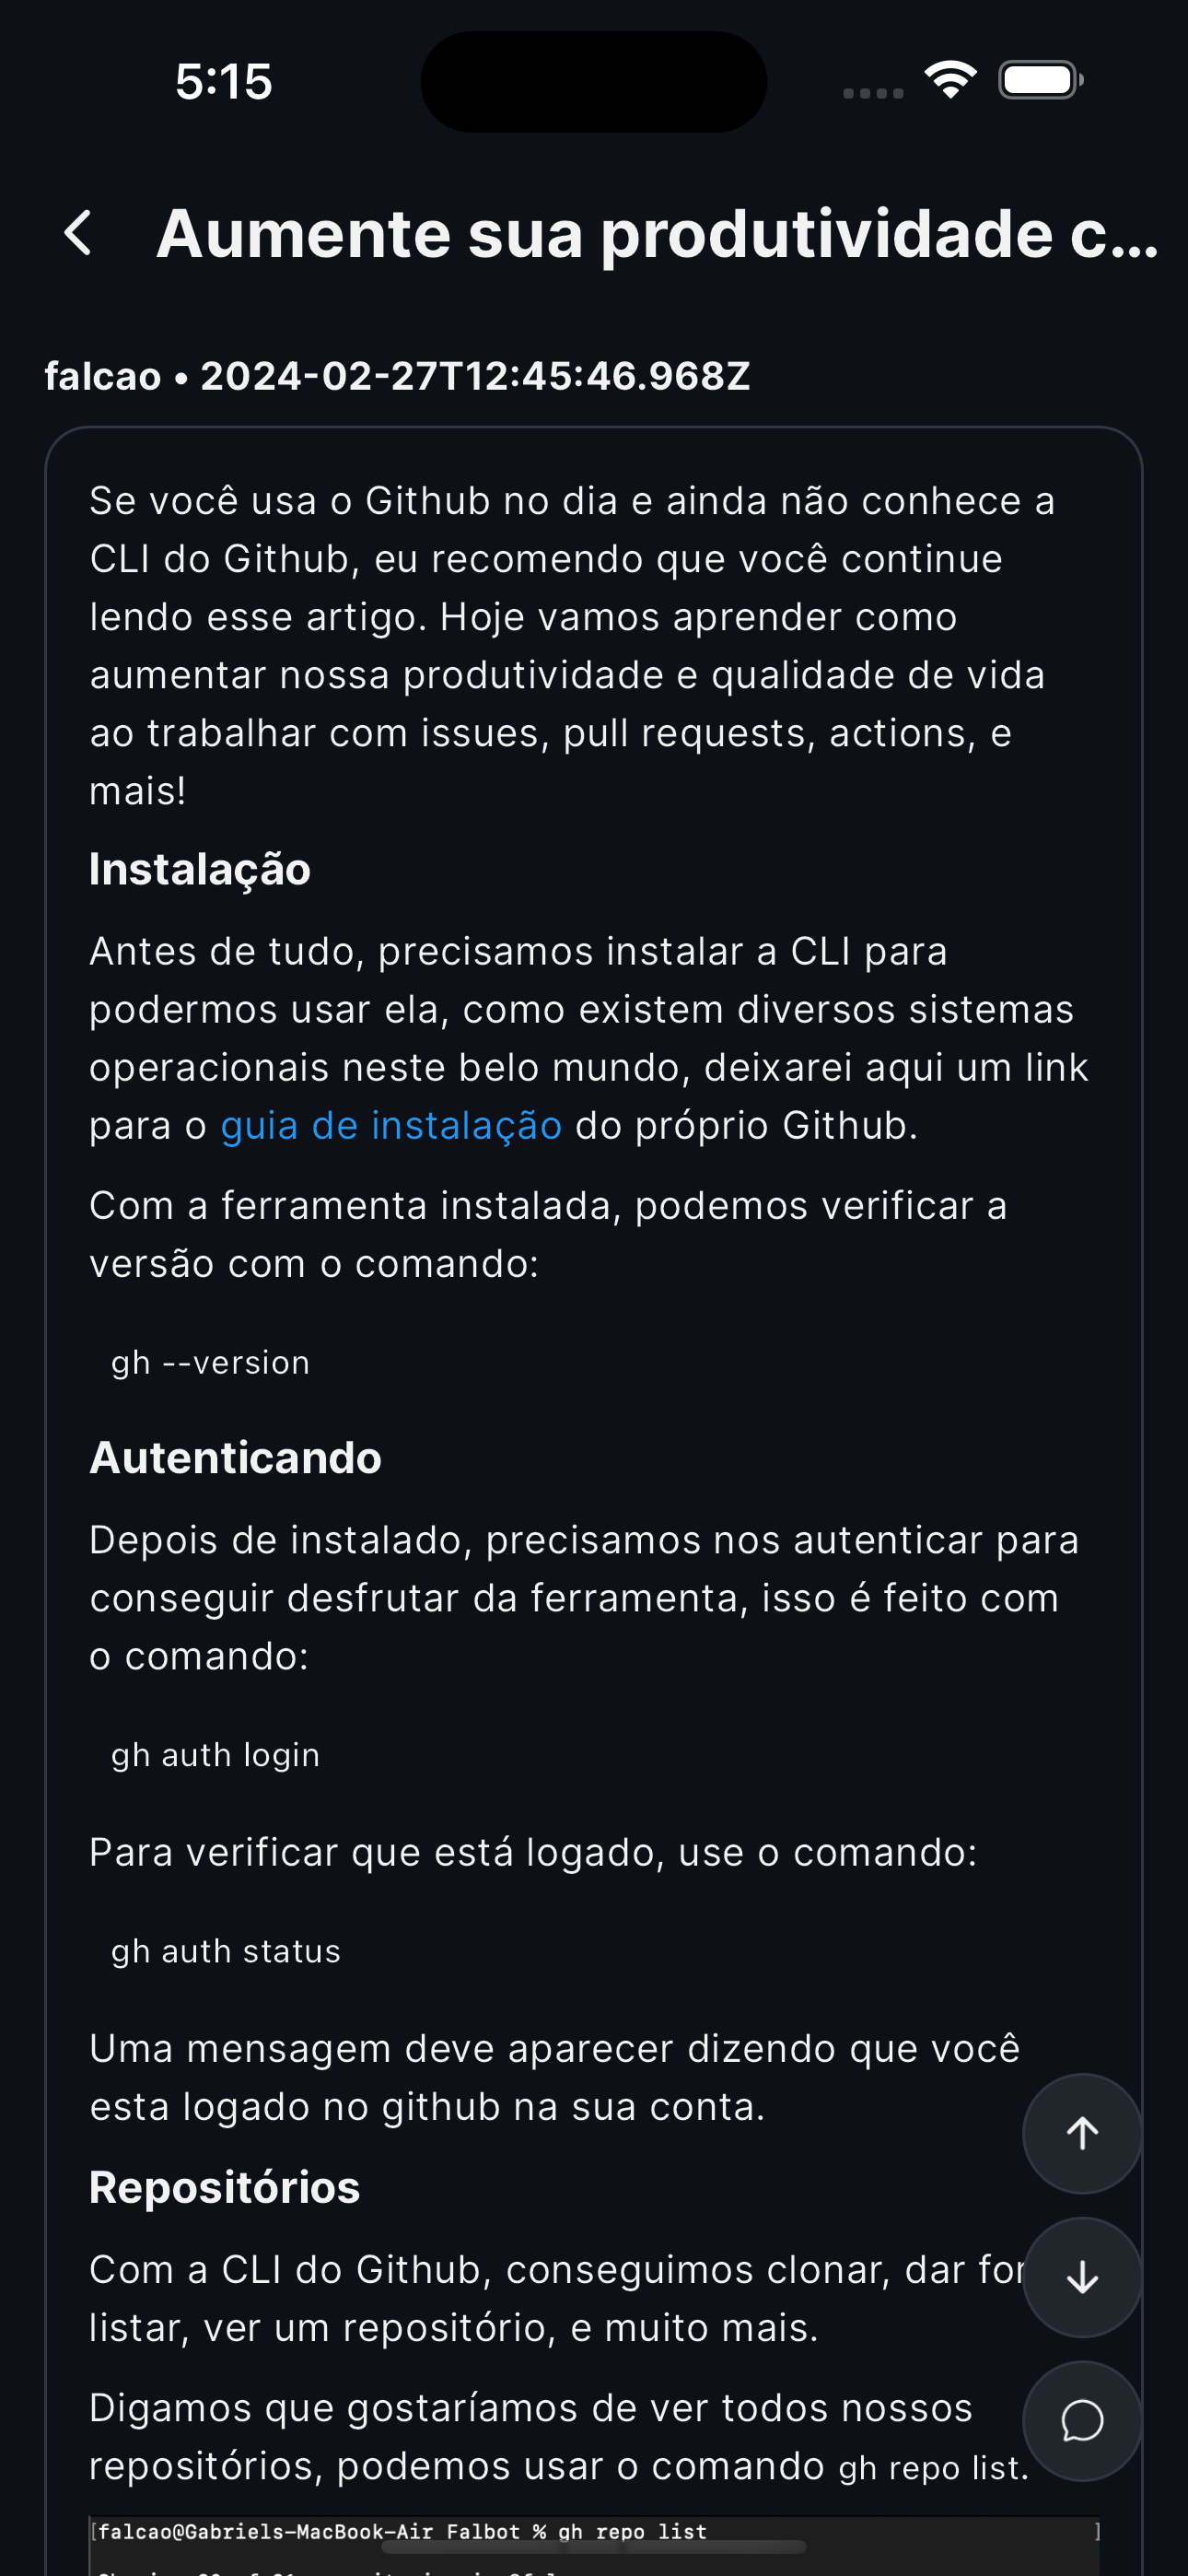 5:15
Aumente sua produtividade c...
falcao • 2024-02-27T12:45:46.968Z
Se você usa o Github no dia e ainda não conhece a
CLI do Github, eu recomendo que você continue
lendo esse artigo. Hoje vamos aprender como
aumentar nossa produtividade e qualidade de vida
ao trabalhar com issues, pull requests, actions, e
mais!
Instalação
Antes de tudo, precisamos instalar a CLI para
podermos usar ela, como existem diversos sistemas
operacionais neste belo mundo, deixarei aqui um link
para o guia de instalação do próprio Github.
Com a ferramenta instalada, podemos verificar a
versão com o comando:
gh --version
Autenticando
Depois de instalado, precisamos nos autenticar para
conseguir desfrutar da ferramenta, isso é feito com
o comando:
gh auth login
Para verificar que está logado, use o comando:
gh auth status
Uma mensagem deve aparecer dizendo que você
esta logado no github na sua conta.
Repositórios
Com a CLI do Github, conseguimos clonar, dar
listar, ver um repositório, e muito mais.
Digamos que gostaríamos de ver todos nossos
repositórios, podemos usar o comando gh repo list.
[falcao@Gabriels-MacBook-Air Falbot % gh repo list ]